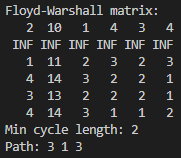 Floyd-Warshall matrix:
2 10 1 4 3 4
INF INF INF INF INF INF
1 11 2 3 2 3
4 14 3 2 2 1
3 13 2 2 2 1
4 14 3 1 1 2
Min cycle length: 2
Path: 3 1 3